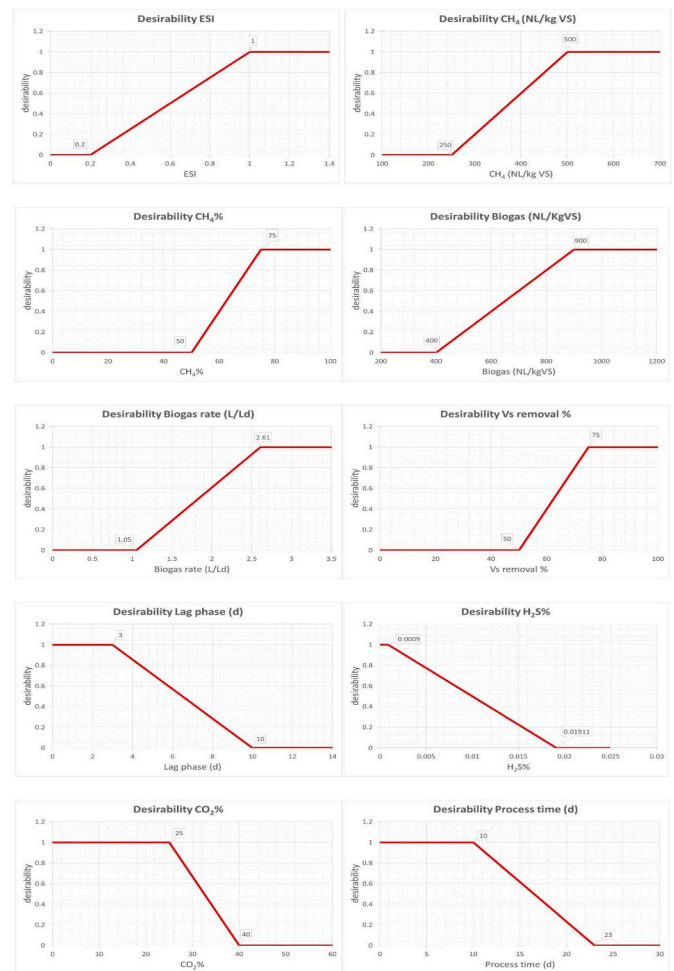 Desirability ESI
1.2
1
0.8
0.6
0.4
0.2
0
desirability
0.2
1
0 0.2 0.4 0.6 0.8 1 1.2 1.4
ESI
Desirability CH₄ (NL/kg VS)
1.2
1
0.8
0.6
0.4
0.2
0
desirability
250
500
100 200 300 400 500 600 700
CH₄ (NL/kg VS)
Desirability CH₄%
1.2
1
0.8
0.6
0.4
0.2
0
desirability
50
75
0 20 40 60 80 100
CH₄%
Desirability Biogas (NL/KgVS)
1.2
1
0.8
0.6
0.4
0.2
0
desirability
400
900
200 400 600 800 1000 1200
Biogas (NL/kgVS)
Desirability Biogas rate (L/Ld)
1.2
1
0.8
0.6
0.4
0.2
0
desirability
1.05
2.61
0 0.5 1 1.5 2 2.5 3 3.5
Biogas rate (L/Ld)
Desirability Vs removal %
1.2
1
0.8
0.6
0.4
0.2
0
desirability
50
75
0 20 40 60 80 100
Vs removal %
Desirability Lag phase (d)
1.2
1
0.8
0.6
0.4
0.2
0
desirability
3
10
0 2 4 6 8 10 12 14
Lag phase (d)
Desirability H₂S%
1.2
1
0.8
0.6
0.4
0.2
0
desirability
0.0009
0.01911
0 0.005 0.01 0.015 0.02 0.025 0.03
H₂S%
Desirability CO₂%
1.2
1
0.8
0.6
0.4
0.2
0
desirability
25
40
0 10 20 30 40 50 60
CO₂%
Desirability Process time (d)
1.2
1
0.8
0.6
0.4
0.2
0
desirability
10
23
0 5 10 15 20 25 30
Process time (d)